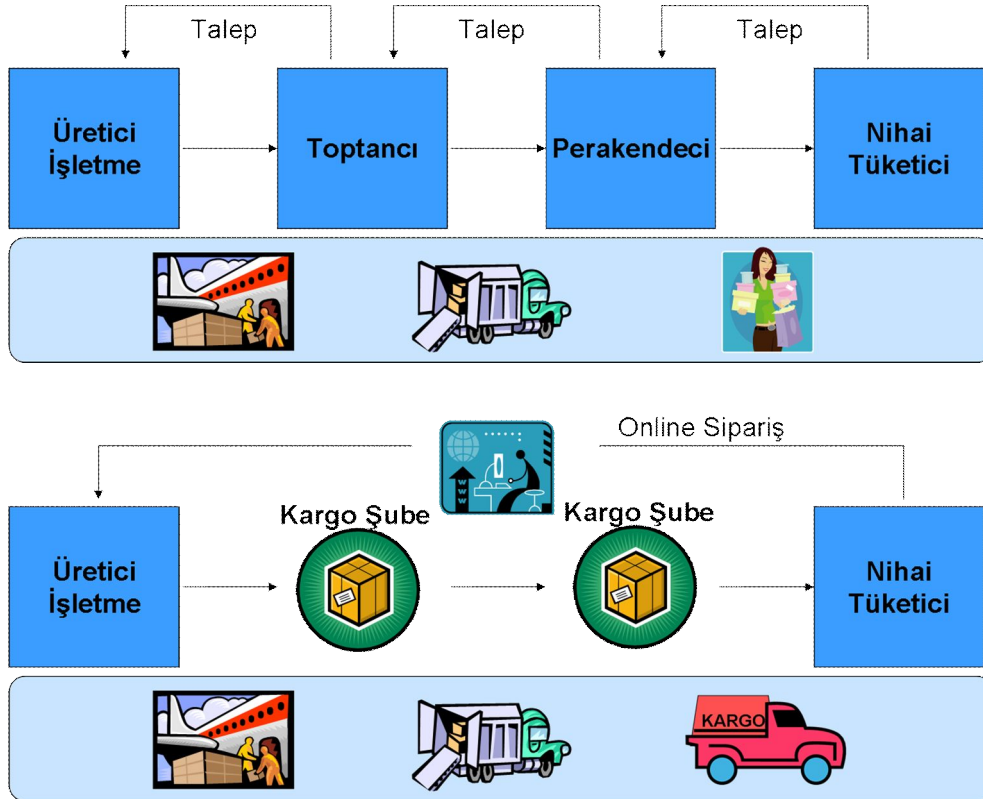 Talep
Talep
Talep
Üretici
İşletme
Toptancı
Perakendeci
Nihai
Tüketici
Online Sipariş
Kargo Şube
Kargo Şube
Üretici
İşletme
Nihai
Tüketici
KARGO